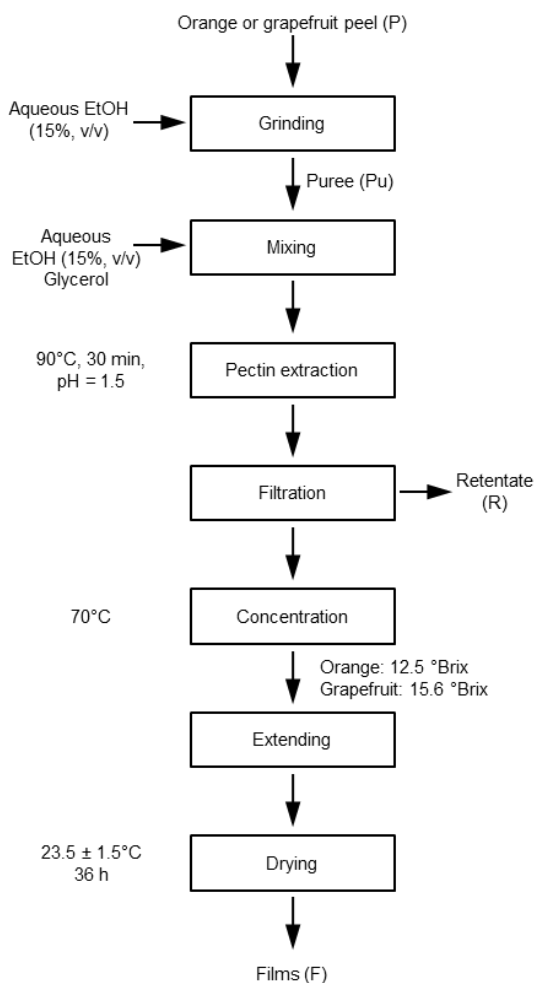 Orange or grapefruit peel (P)
Aqueous EtOH
(15%, v/v)
Grinding
Puree (Pu)
Aqueous
EtOH (15%, v/v)
Glycerol
Mixing
90°C, 30 min,
pH = 1.5
Pectin extraction
Filtration
Retentate
(R)
70°C
Concentration
Orange: 12.5 °Brix
Grapefruit: 15.6 °Brix
Extending
23.5 ± 1.5°C
36 h
Drying
Films (F)